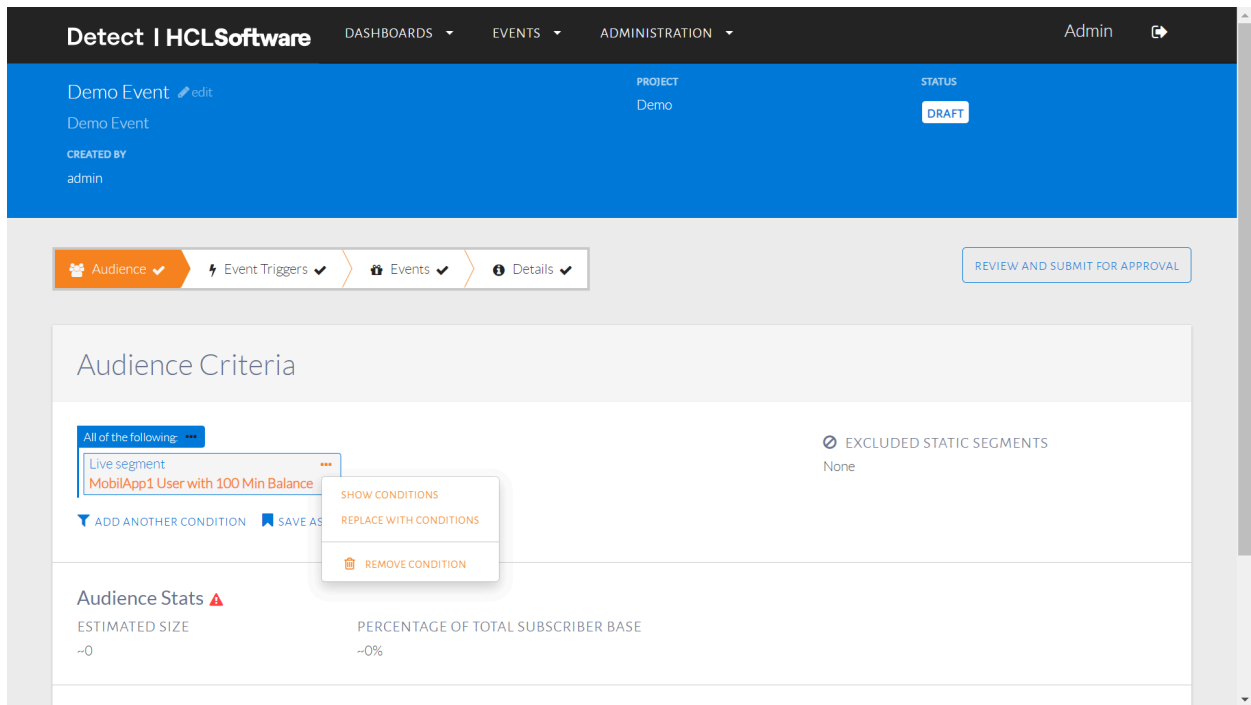 Detect | HCLSoftware DASHBOARDS EVENTS ADMINISTRATION Admin
Demo Event edit
Demo Event
CREATED BY
admin
PROJECT
Demo
STATUS
DRAFT
Audience Event Triggers Events Details
REVIEW AND SUBMIT FOR APPROVAL
Audience Criteria
All of the following: •••
Live segment •••
MobilApp1 User with 100 Min Balance
ADD ANOTHER CONDITION SAVE AS
SHOW CONDITIONS
REPLACE WITH CONDITIONS
REMOVE CONDITION
EXCLUDED STATIC SEGMENTS
None
Audience Stats
ESTIMATED SIZE
~0
PERCENTAGE OF TOTAL SUBSCRIBER BASE
~0%